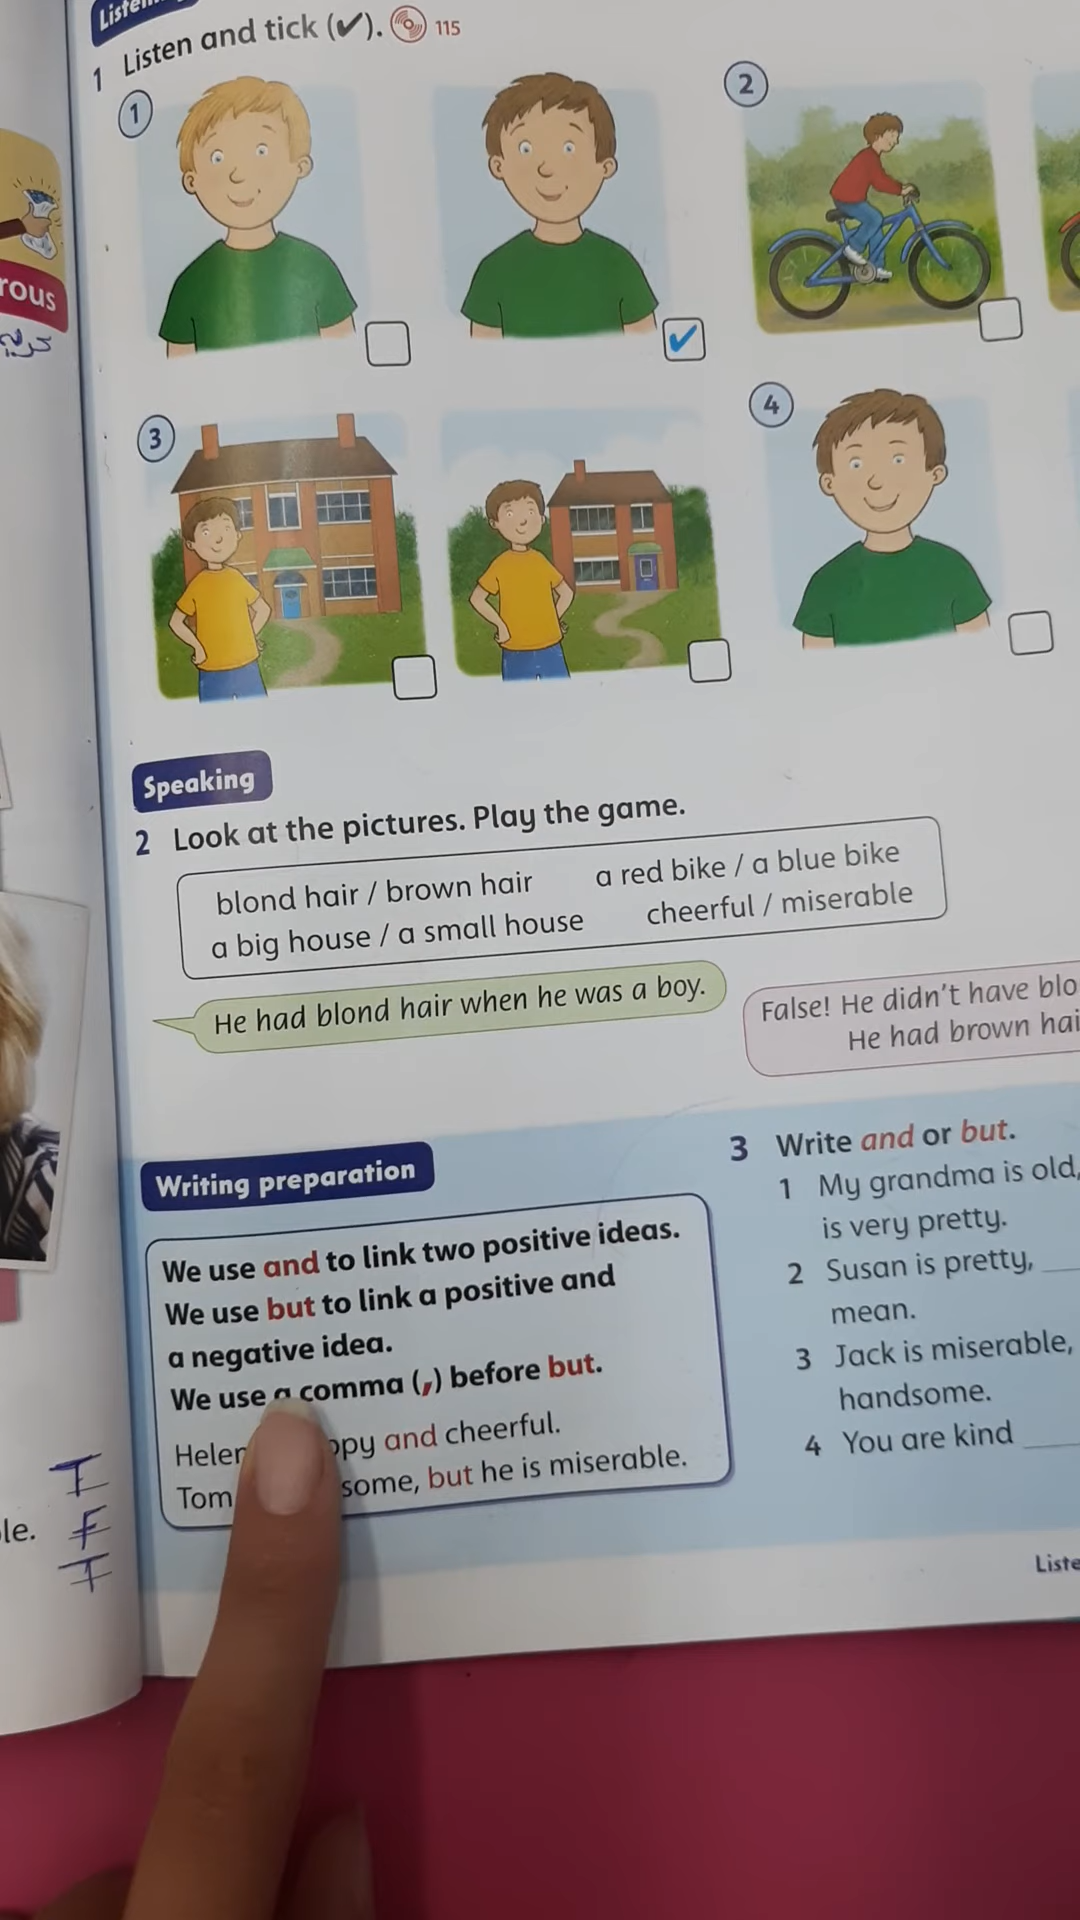 1 Listen and tick (✔). 115
1
2
✔
3
4
Speaking
2 Look at the pictures. Play the game.
blond hair / brown hair a red bike / a blue bike
a big house / a small house cheerful / miserable
He had blond hair when he was a boy.
False! He didn't have blo
He had brown hai
Writing preparation
We use and to link two positive ideas.
We use but to link a positive and
a negative idea.
We use a comma (,) before but.
Helen ppy and cheerful.
Tom some, but he is miserable.
3 Write and or but.
1 My grandma is old,
is very pretty.
2 Susan is pretty, ___
mean.
3 Jack is miserable,
handsome.
4 You are kind ___
Liste
rous
le.
T
F
T